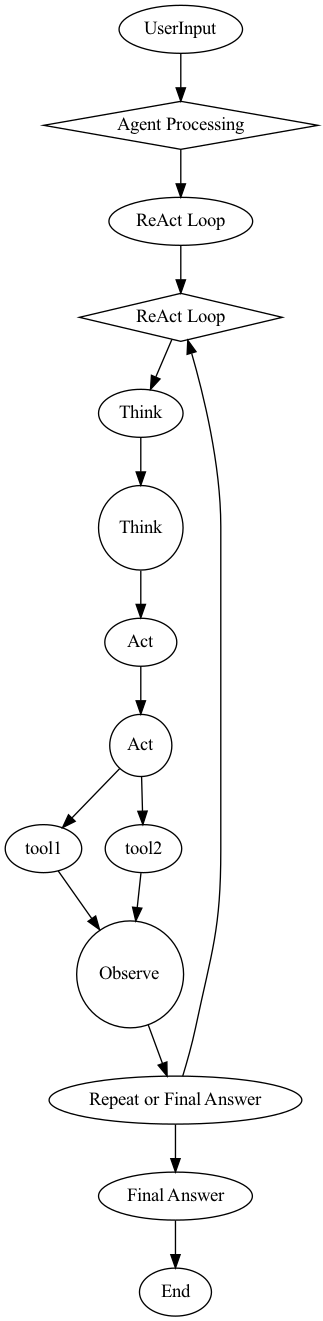 UserInput
Agent Processing
ReAct Loop
ReAct Loop
Think
Think
Act
Act
tool1
tool2
Observe
Repeat or Final Answer
Final Answer
End